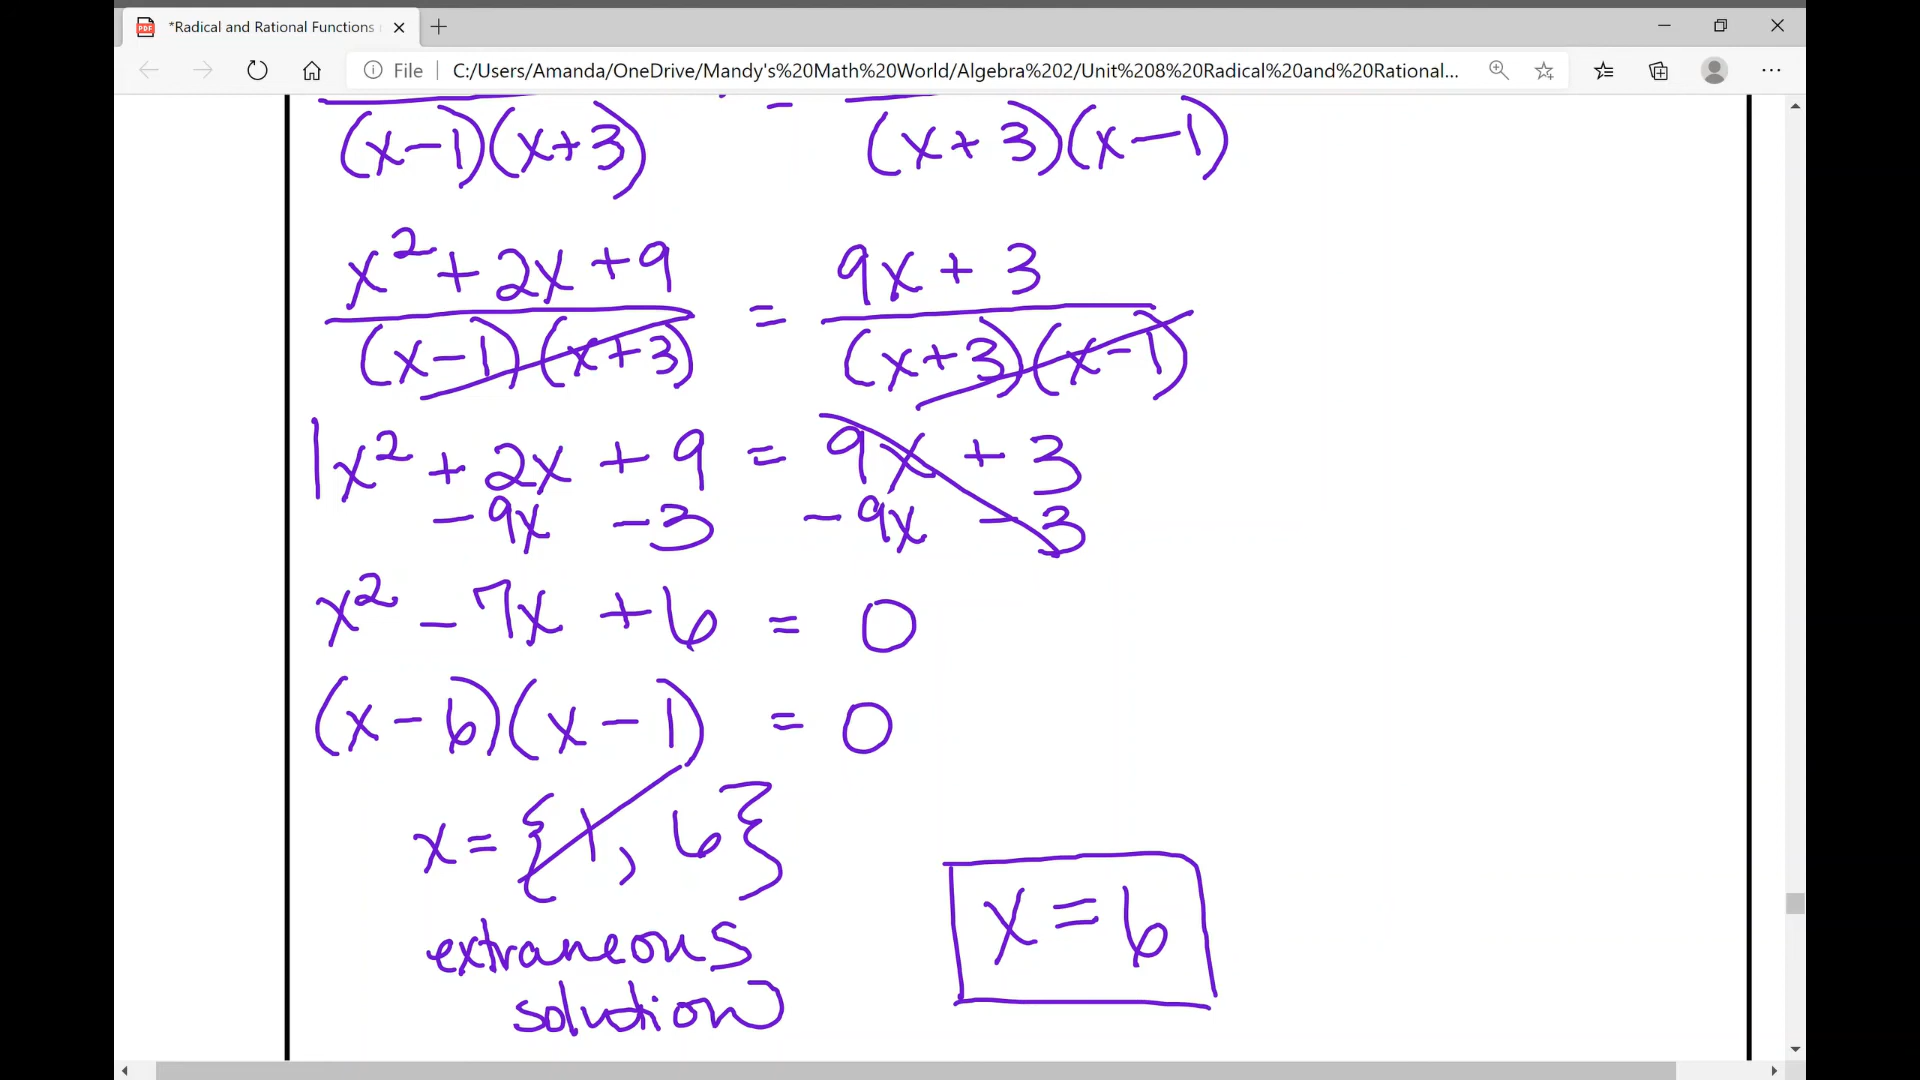 *Radical and Rational Functions
File
C:/Users/Amanda/OneDrive/Mandy's%20Math%20World/Algebra%202/Unit%208%20Radical%20and%20Rational...
=
(x-1)(x+3) (x+3)(x-1)
x²+2x+9 = 9x+3
(x-1)(x+3) (x+3)(x-1)
1x²+2x+9 = 9x+3
-9x -3 -9x -3
x²-7x+6 = 0
(x-6)(x-1) = 0
x={1, 6}
x=6
extraneous
solution